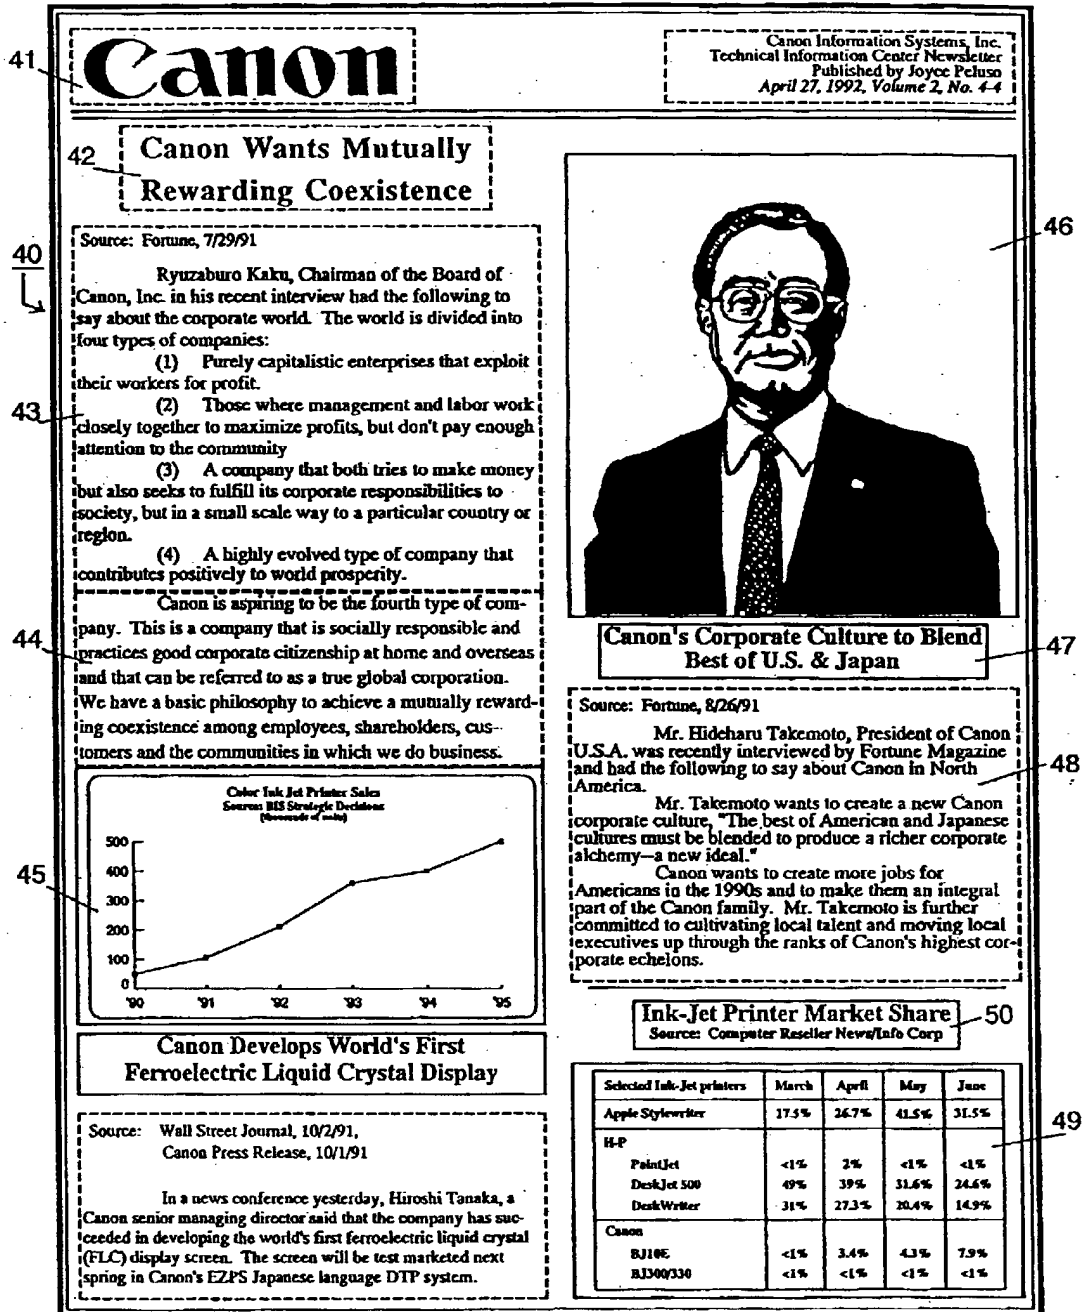 41
Canon
Canon Information Systems, Inc.
Technical Information Center Newsletter
Published by Joyce Peluso
April 27, 1992, Volume 2, No. 4-4
42
Canon Wants Mutually
Rewarding Coexistence
40
Source: Fortune, 7/29/91
Ryuzaburo Kaku, Chairman of the Board of
Canon, Inc. in his recent interview had the following to
say about the corporate world. The world is divided into
four types of companies:
(1) Purely capitalistic enterprises that exploit
their workers for profit.
43
(2) Those where management and labor work
closely together to maximize profits, but don't pay enough
attention to the community
(3) A company that both tries to make money
but also seeks to fulfill its corporate responsibilities to
society, but in a small scale way to a particular country or
region.
(4) A highly evolved type of company that
contributes positively to world prosperity.
44
Canon is aspiring to be the fourth type of com-
pany. This is a company that is socially responsible and
practices good corporate citizenship at home and overseas
and that can be referred to as a true global corporation.
We have a basic philosophy to achieve a mutually reward-
ing coexistence among employees, shareholders, cus-
tomers and the communities in which we do business.
45
Color Ink Jet Printer Sales
Source: BIS Strategic Decisions
(thousands of units)
500
400
300
200
100
0
'90 '91 '92 '93 '94 '95
Canon Develops World's First
Ferroelectric Liquid Crystal Display
Source: Wall Street Journal, 10/2/91,
Canon Press Release, 10/1/91
In a news conference yesterday, Hiroshi Tanaka, a
Canon senior managing director said that the company has suc-
ceeded in developing the world's first ferroelectric liquid crystal
(FLC) display screen. The screen will be test marketed next
spring in Canon's EZPS Japanese language DTP system.
46
Canon's Corporate Culture to Blend
Best of U.S. & Japan
47
Source: Fortune, 8/26/91
Mr. Hideharu Takemoto, President of Canon
U.S.A. was recently interviewed by Fortune Magazine
and had the following to say about Canon in North
America.
48
Mr. Takemoto wants to create a new Canon
corporate culture, "The best of American and Japanese
cultures must be blended to produce a richer corporate
alchemy—a new ideal."
Canon wants to create more jobs for
Americans in the 1990s and to make them an integral
part of the Canon family. Mr. Takemoto is further
committed to cultivating local talent and moving local
executives up through the ranks of Canon's highest cor-
porate echelons.
Ink-Jet Printer Market Share
Source: Computer Reseller News/Info Corp
50
Selected Ink-Jet printers March April May June
Apple Stylewriter 17.5% 26.7% 41.5% 31.5%
49
H-P
PaintJet <1% 2% <1% <1%
DeskJet 500 49% 39% 31.6% 24.6%
DeskWriter 31% 27.3% 20.4% 14.9%
Canon
BJ10E <1% 3.4% 4.3% 7.9%
BJ300/330 <1% <1% <1% <1%